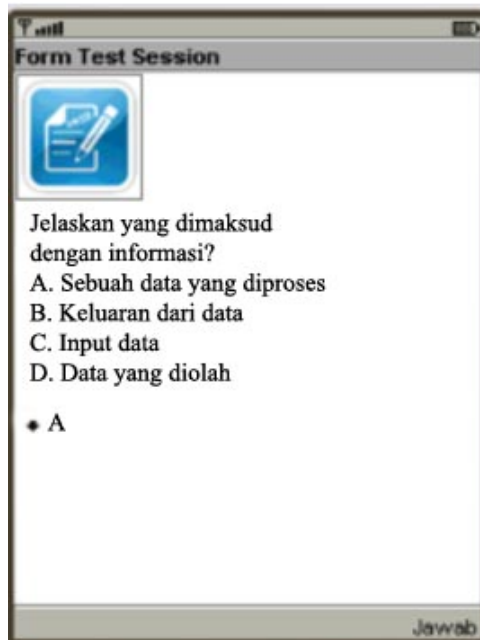 Form Test Session
Jelaskan yang dimaksud
dengan informasi?
A. Sebuah data yang diproses
B. Keluaran dari data
C. Input data
D. Data yang diolah
A
Jawab